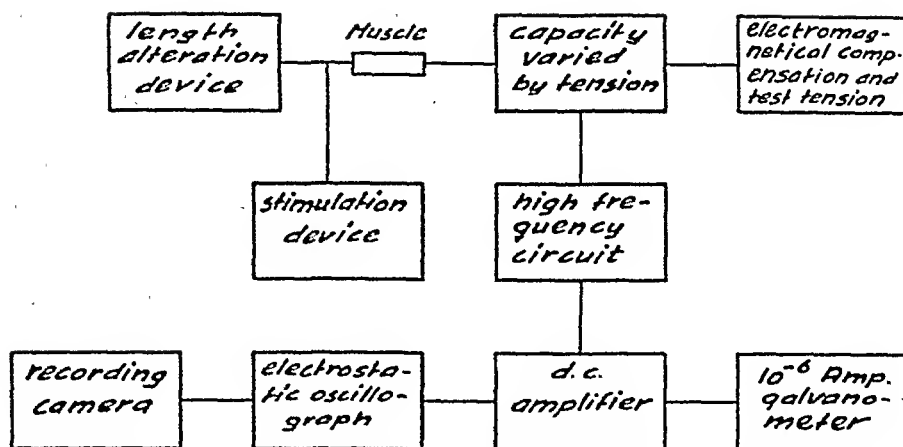 length
alteration
device
Muscle
capacity
varied
by tension
electromag-
netical comp-
ensation and
test tension
stimulation
device
high fre-
quency
circuit
recording
camera
electrosta-
tic oscillo-
graph
d.c.
amplifier
10⁻⁶ Amp.
galvano-
meter